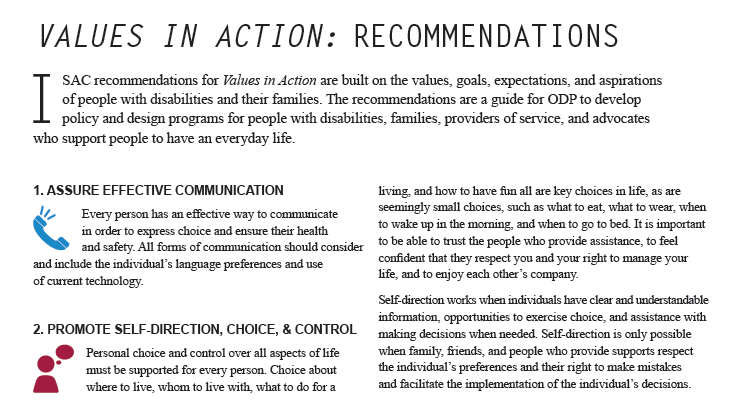 VALUES IN ACTION: RECOMMENDATIONS
ISAC recommendations for Values in Action are built on the values, goals, expectations, and aspirations
of people with disabilities and their families. The recommendations are a guide for ODP to develop
policy and design programs for people with disabilities, families, providers of service, and advocates
who support people to have an everyday life.
1. ASSURE EFFECTIVE COMMUNICATION
Every person has an effective way to communicate
in order to express choice and ensure their health
and safety. All forms of communication should consider
and include the individual’s language preferences and use
of current technology.
2. PROMOTE SELF-DIRECTION, CHOICE, & CONTROL
Personal choice and control over all aspects of life
must be supported for every person. Choice about
where to live, whom to live with, what to do for a
living, and how to have fun all are key choices in life, as are
seemingly small choices, such as what to eat, what to wear, when
to wake up in the morning, and when to go to bed. It is important
to be able to trust the people who provide assistance, to feel
confident that they respect you and your right to manage your
life, and to enjoy each other’s company.
Self-direction works when individuals have clear and understandable
information, opportunities to exercise choice, and assistance with
making decisions when needed. Self-direction is only possible
when family, friends, and people who provide supports respect
the individual’s preferences and their right to make mistakes
and facilitate the implementation of the individual’s decisions.